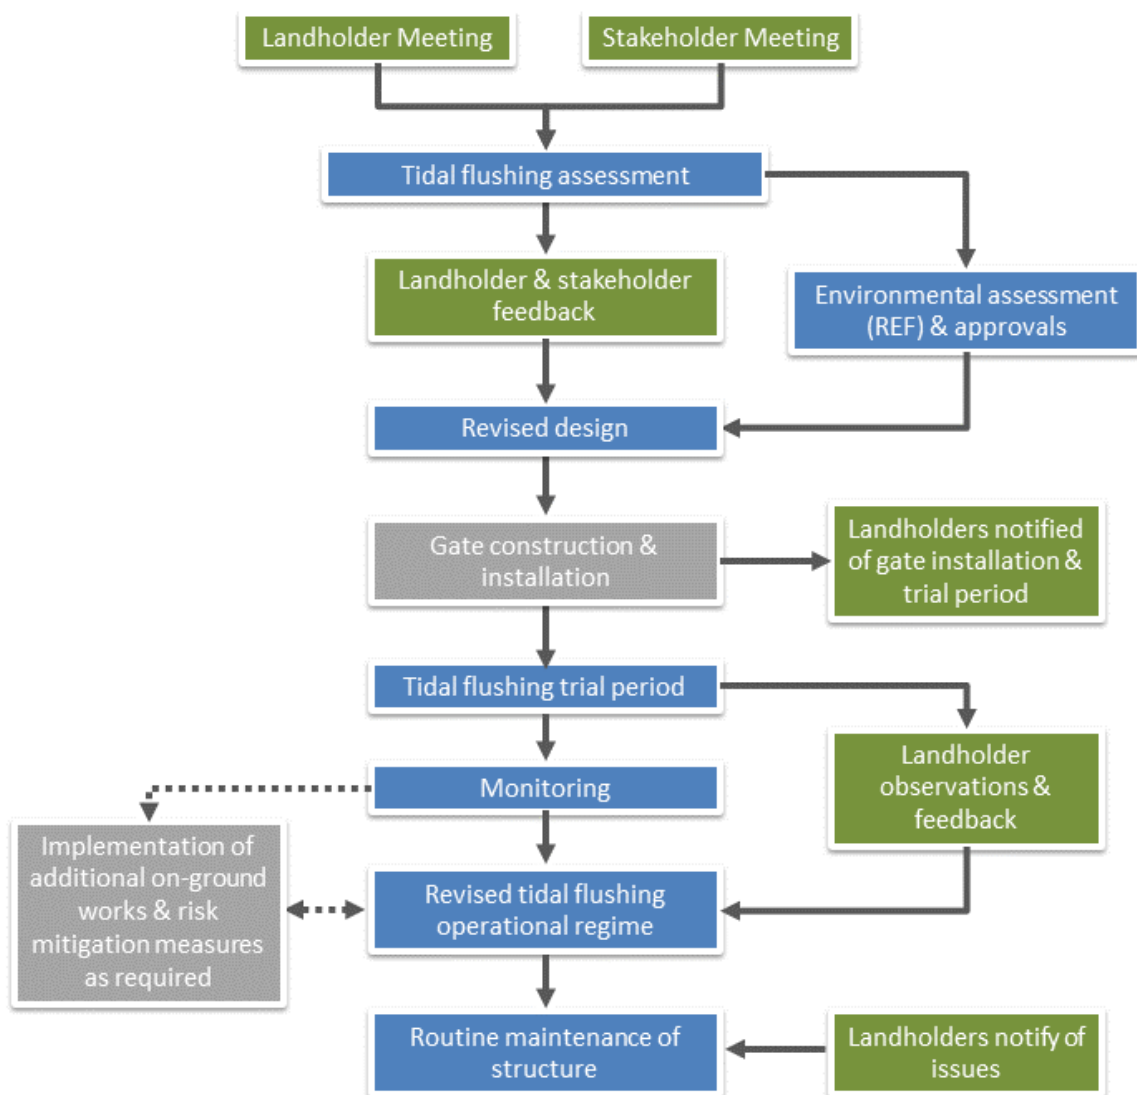 Landholder Meeting
Stakeholder Meeting
Tidal flushing assessment
Landholder & stakeholder
feedback
Environmental assessment
(REF) & approvals
Revised design
Gate construction &
installation
Landholders notified
of gate installation &
trial period
Tidal flushing trial period
Landholder
observations &
feedback
Monitoring
Implementation of
additional on-ground
works & risk
mitigation measures
as required
Revised tidal flushing
operational regime
Routine maintenance of
structure
Landholders notify of
issues